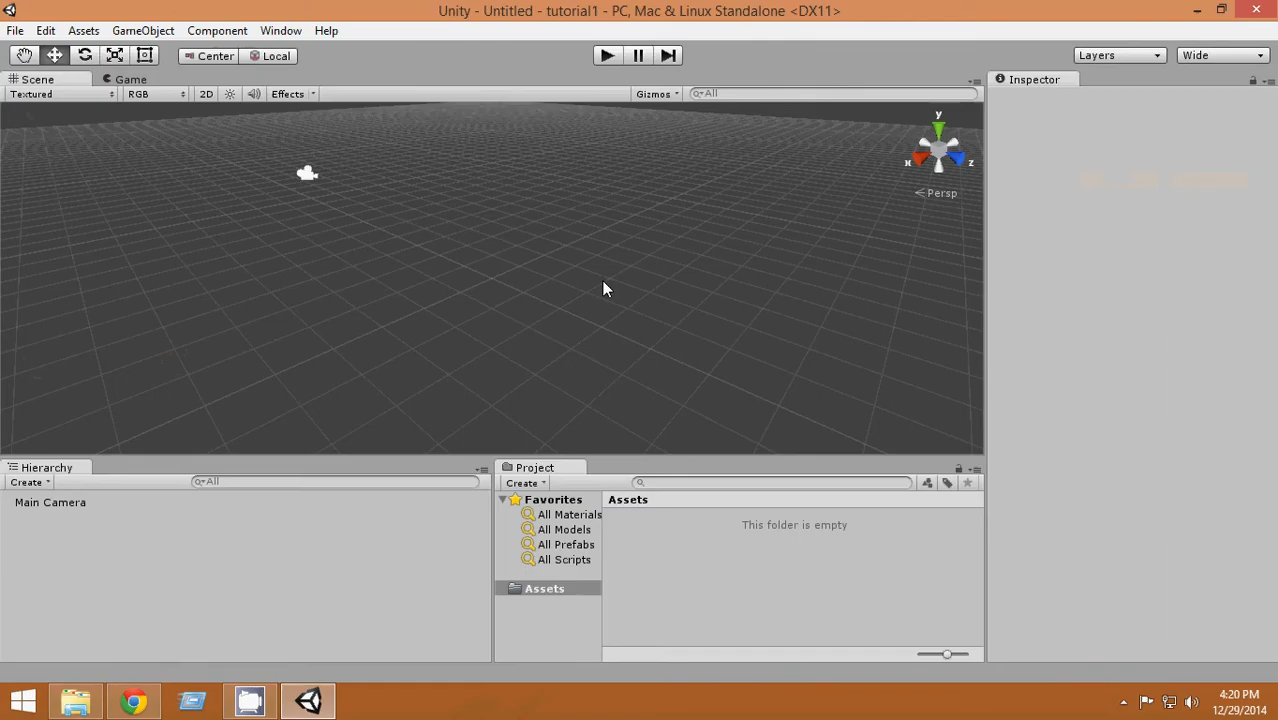 Unity - Untitled - tutorial1 - PC, Mac & Linux Standalone <DX11>
File Edit Assets GameObject Component Window Help
Center Local Layers Wide
Scene Game Inspector
Textured RGB 2D Effects Gizmos All
y
x z
Persp
Hierarchy Project
Create All Create
Main Camera Favorites Assets
All Materials This folder is empty
All Models
All Prefabs
All Scripts
Assets
4:20 PM
12/29/2014